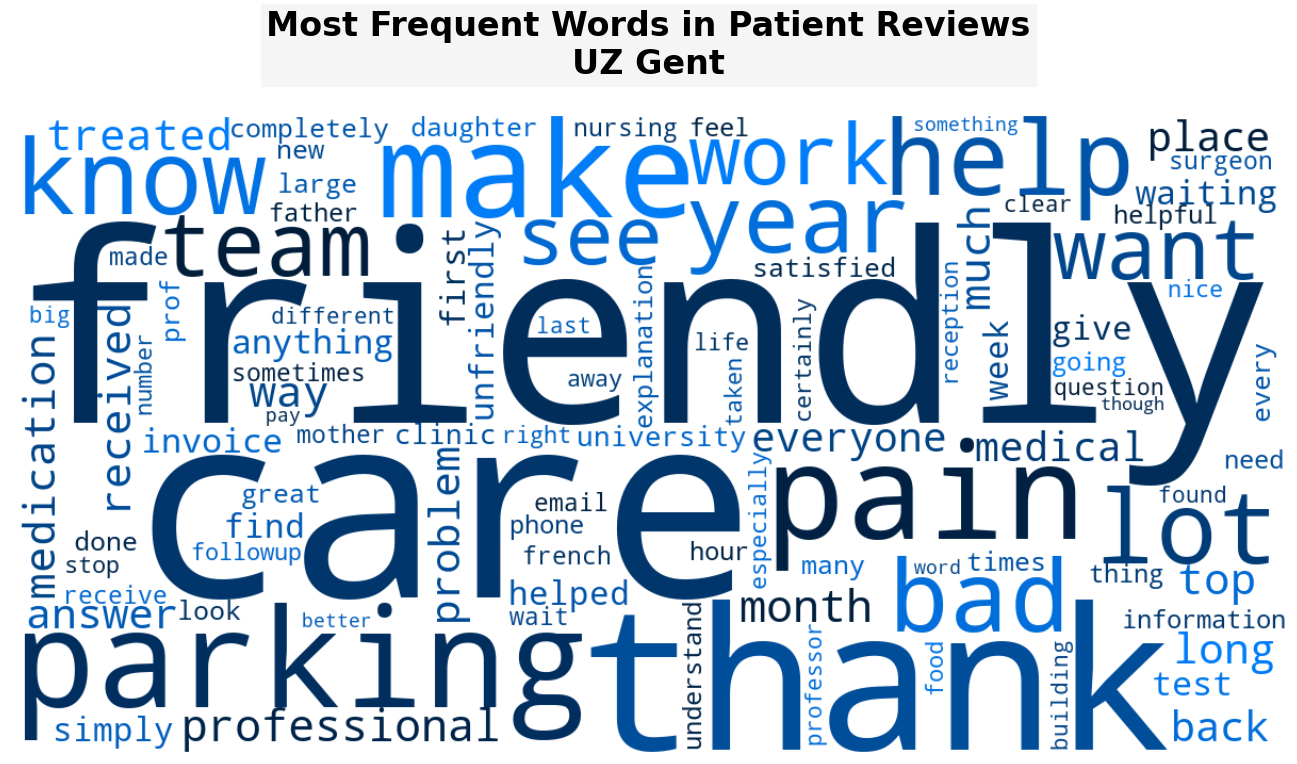 Most Frequent Words in Patient Reviews
UZ Gent
treated
completely
daughter
nursing
feel
something
place
know
new
make
work
help
surgeon
large
waiting
father
team
see
year
clear
helpful
much
want
made
friendly
first
unfriendly
satisfied
nice
big
prof
different
last
explanation
reception
life
certainly
week
give
anything
number
received
sometimes
way
away
taken
going
question
though
every
pay
medication
invoice
mother
clinic
right
university
everyone
medical
need
care
problem
pain
lot
great
email
found
find
phone
especially
done
followup
french
hour
stop
many
word
times
thing
top
receive
helped
bad
answer
look
better
wait
month
information
parking
thank
understand
professor
food
building
long
test
simply
professional
back